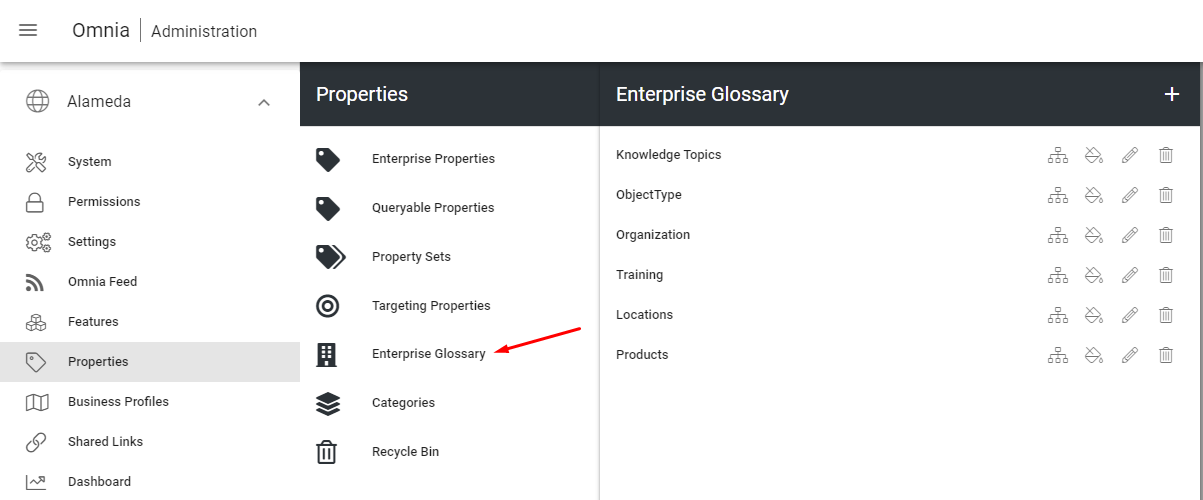 Omnia
Administration
Alameda
System
Permissions
Settings
Omnia Feed
Features
Properties
Business Profiles
Shared Links
Dashboard
Properties
Enterprise Properties
Queryable Properties
Property Sets
Targeting Properties
Enterprise Glossary
Categories
Recycle Bin
Enterprise Glossary
Knowledge Topics
ObjectType
Organization
Training
Locations
Products